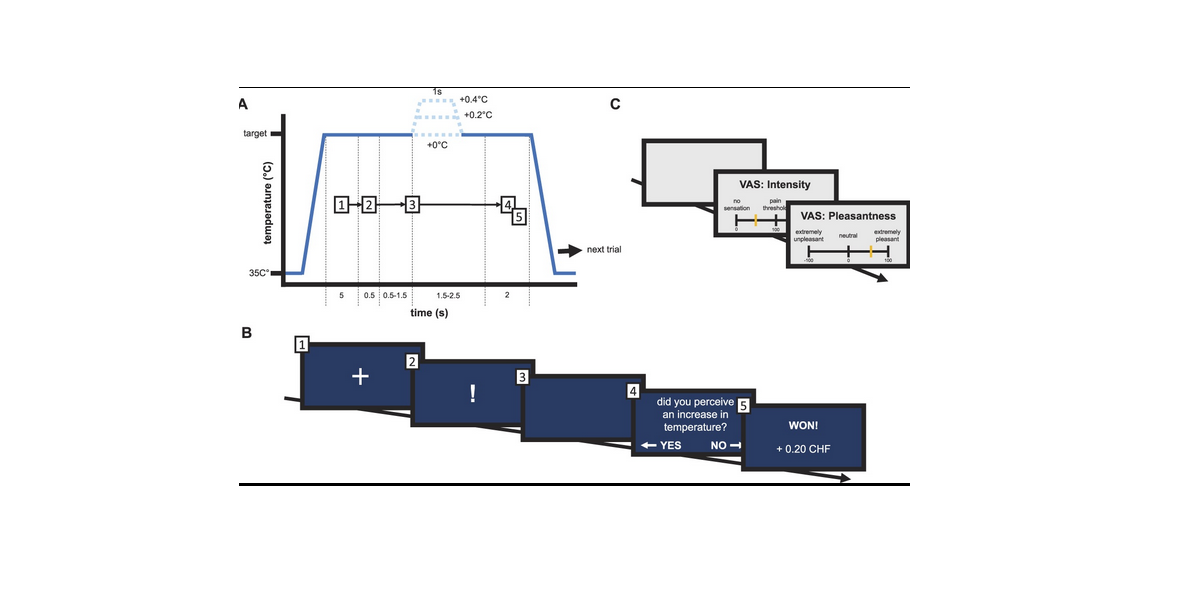 A
1s
+0.4°C
+0.2°C
+0°C
target
temperature (°C)
35C°
1
2
3
4
5
next trial
5
0.5
0.5-1.5
1.5-2.5
2
time (s)
C
VAS: Intensity
no
sensation
pain
threshold
0
100
VAS: Pleasantness
extremely
unpleasant
neutral
extremely
pleasant
-100
0
100
B
1
+
2
!
3
4
did you perceive
an increase in
temperature?
← YES
NO →
5
WON!
+ 0.20 CHF